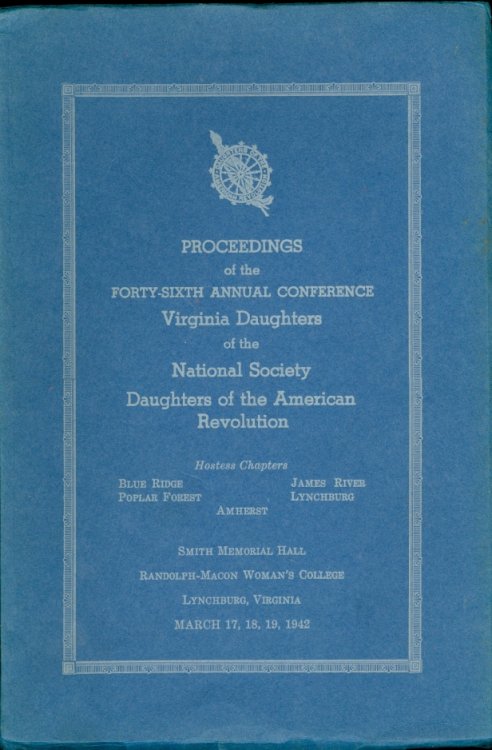 PROCEEDINGS
of the
FORTY-SIXTH ANNUAL CONFERENCE
Virginia Daughters
of the
National Society
Daughters of the American
Revolution
Hostess Chapters
BLUE RIDGE JAMES RIVER
POPLAR FOREST LYNCHBURG
AMHERST
SMITH MEMORIAL HALL
RANDOLPH-MACON WOMAN'S COLLEGE
LYNCHBURG, VIRGINIA
MARCH 17, 18, 19, 1942